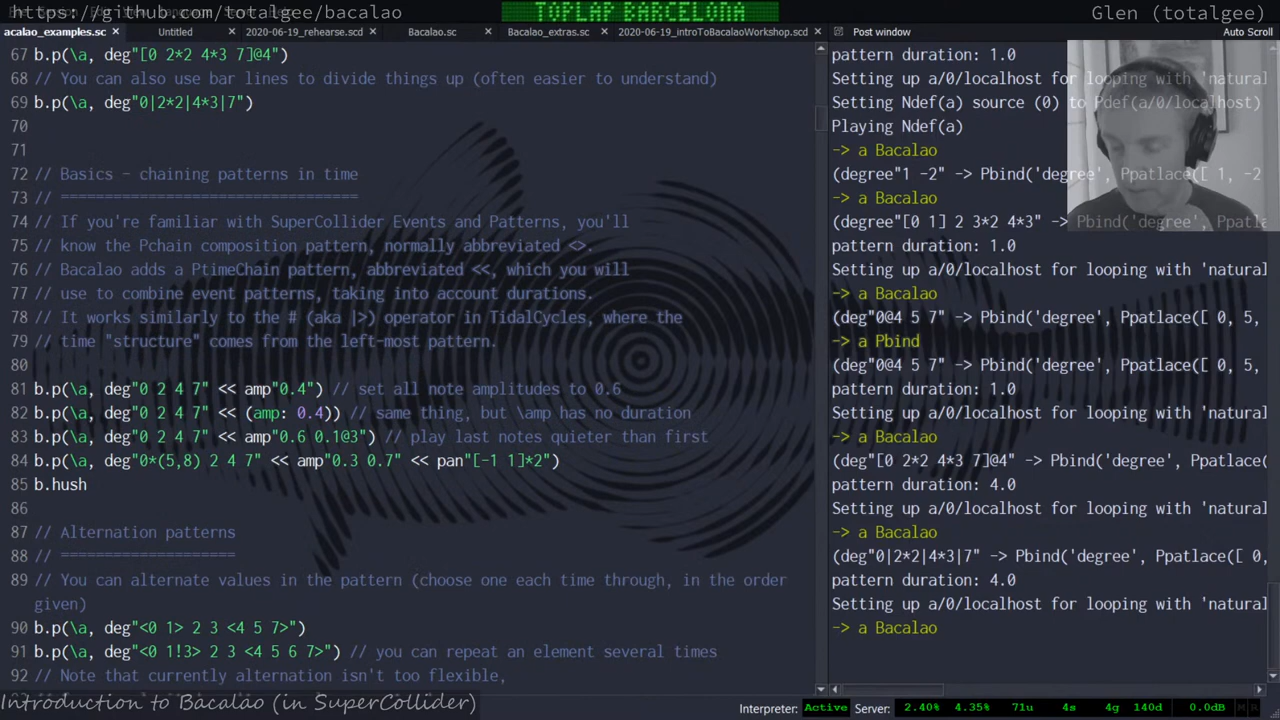 https://github.com/totalgee/bacalao
TOPLAP BARCELONA
Glen (totalgee)
acalao_examples.sc
Untitled
2020-06-19_rehearse.scd
Bacalao.sc
Bacalao_extras.sc
2020-06-19_introToBacalaoWorkshop.scd
Post window
Auto Scroll
67 b.p(\a, deg"[0 2*2 4*3 7]@4")
68 // You can also use bar lines to divide things up (often easier to understand)
69 b.p(\a, deg"0|2*2|4*3|7")
70
71
72 // Basics - chaining patterns in time
73 // ==================================
74 // If you're familiar with SuperCollider Events and Patterns, you'll
75 // know the Pchain composition pattern, normally abbreviated <>.
76 // Bacalao adds a PtimeChain pattern, abbreviated <<, which you will
77 // use to combine event patterns, taking into account durations.
78 // It works similarly to the # (aka |>) operator in TidalCycles, where the
79 // time "structure" comes from the left-most pattern.
80
81 b.p(\a, deg"0 2 4 7" << amp"0.4") // set all note amplitudes to 0.6
82 b.p(\a, deg"0 2 4 7" << (amp: 0.4)) // same thing, but \amp has no duration
83 b.p(\a, deg"0 2 4 7" << amp"0.6 0.1@3") // play last notes quieter than first
84 b.p(\a, deg"0*(5,8) 2 4 7" << amp"0.3 0.7" << pan"[-1 1]*2")
85 b.hush
86
87 // Alternation patterns
88 // ====================
89 // You can alternate values in the pattern (choose one each time through, in the order
given)
90 b.p(\a, deg"<0 1> 2 3 <4 5 7>")
91 b.p(\a, deg"<0 1!3> 2 3 <4 5 6 7>") // you can repeat an element several times
92 // Note that currently alternation isn't too flexible,
pattern duration: 1.0
Setting up a/0/localhost for looping with 'natural
Setting Ndef(a) source (0) to Pdef(a/0/localhost)
Playing Ndef(a)
-> a Bacalao
(degree"1 -2" -> Pbind('degree', Ppatlace([ 1, -2
-> a Bacalao
(degree"[0 1] 2 3*2 4*3" -> Pbind('degree', Ppatla
pattern duration: 1.0
Setting up a/0/localhost for looping with 'natural
-> a Bacalao
(deg"0@4 5 7" -> Pbind('degree', Ppatlace([ 0, 5,
-> a Pbind
(deg"0@4 5 7" -> Pbind('degree', Ppatlace([ 0, 5,
pattern duration: 1.0
Setting up a/0/localhost for looping with 'natural
-> a Bacalao
(deg"[0 2*2 4*3 7]@4" -> Pbind('degree', Ppatlace(
pattern duration: 4.0
Setting up a/0/localhost for looping with 'natural
-> a Bacalao
(deg"0|2*2|4*3|7" -> Pbind('degree', Ppatlace([ 0,
pattern duration: 4.0
Setting up a/0/localhost for looping with 'natural
-> a Bacalao
Introduction to Bacalao (in SuperCollider)
Interpreter: Active Server: 2.40% 4.35% 71u 4s 4g 140d 0.0dB M R